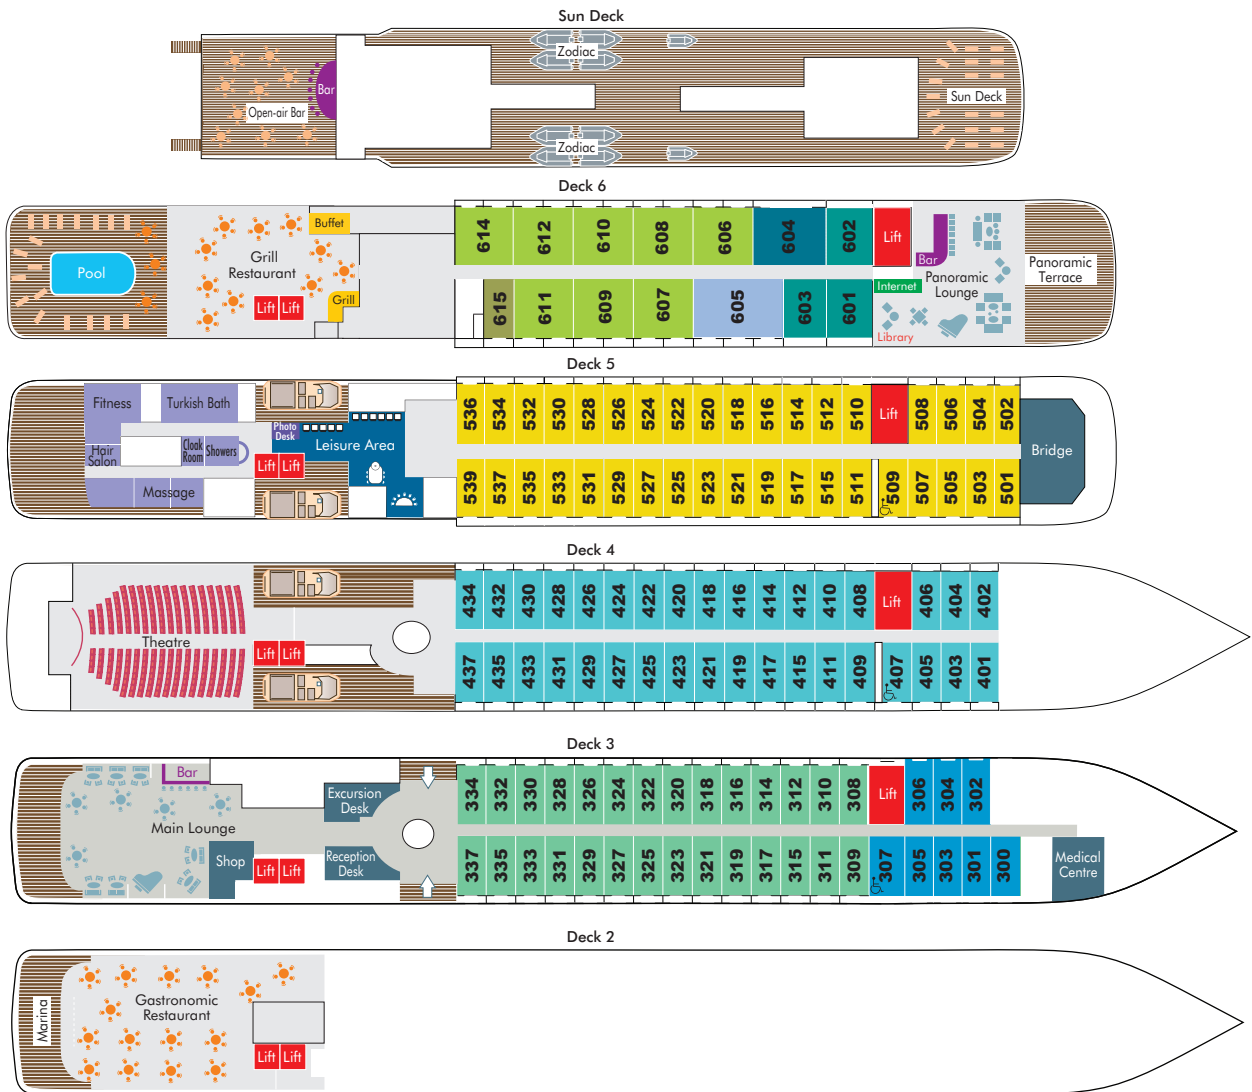 Sun Deck
Zodiac
Bar
Open-air Bar
Sun Deck
Zodiac
Deck 6
Buffet
614 612 610 608 606 604 602 Lift
Pool
Grill
Restaurant
Bar
Panoramic
Lounge
Panoramic
Terrace
Lift Lift
Grill
615 611 609 607 605 603 601
Internet
Library
Deck 5
Fitness
Turkish Bath
536 534 532 530 528 526 524 522 520 518 516 514 512 510 Lift 508 506 504 502
Photo
Desk
Leisure Area
Hair
Salon
Cloak
Room
Showers
Lift Lift
Bridge
Massage
539 537 535 533 531 529 527 525 523 521 519 517 515 511 509 507 505 503 501
Deck 4
434 432 430 428 426 424 422 420 418 416 414 412 410 408 Lift 406 404 402
Theatre
Lift Lift
437 435 433 431 429 427 425 423 421 419 417 415 411 409 407 405 403 401
Deck 3
Bar
Excursion
Desk
334 332 330 328 326 324 322 320 318 316 314 312 310 308 Lift 306 304 302
Main Lounge
Shop
Lift Lift
Reception
Desk
337 335 333 331 329 327 325 323 321 319 317 315 311 309 307 305 303 301 300
Medical
Centre
Deck 2
Marina
Gastronomic
Restaurant
Lift Lift